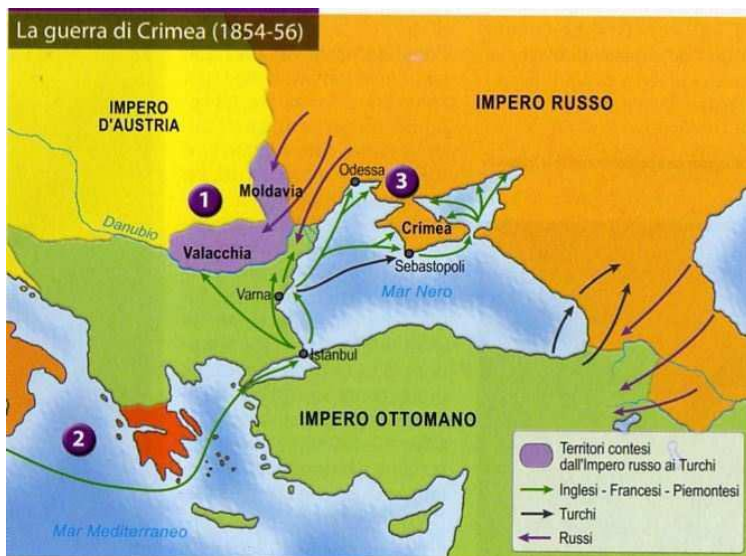 La guerra di Crimea (1854-56)
IMPERO
D'AUSTRIA
IMPERO RUSSO
Odessa
3
1
Moldavia
Crimea
Danubio
Valacchia
Sebastopoli
Varna
Mar Nero
Istanbul
IMPERO OTTOMANO
2
Territori contesi
dall'Impero russo ai Turchi
Inglesi - Francesi - Piemontesi
Turchi
Russi
Mar Mediterraneo